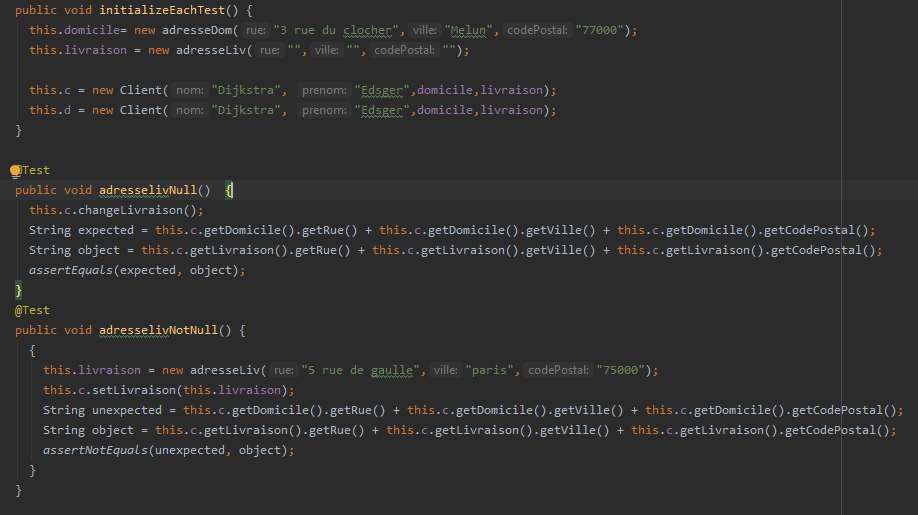 public void initializeEachTest() {
this.domicile= new adresseDom( rue: "3 rue du clocher", ville: "Melun", codePostal: "77000");
this.livraison = new adresseLiv( rue: "", ville: "", codePostal: "");
this.c = new Client( nom: "Dijkstra", prenom: "Edsger",domicile,livraison);
this.d = new Client( nom: "Dijkstra", prenom: "Edsger",domicile,livraison);
}
@Test
public void adresselivNull() {
this.c.changeLivraison();
String expected = this.c.getDomicile().getRue() + this.c.getDomicile().getVille() + this.c.getDomicile().getCodePostal();
String object = this.c.getLivraison().getRue() + this.c.getLivraison().getVille() + this.c.getLivraison().getCodePostal();
assertEquals(expected, object);
}
@Test
public void adresselivNotNull() {
{
this.livraison = new adresseLiv( rue: "5 rue de gaulle", ville: "paris", codePostal: "75000");
this.c.setLivraison(this.livraison);
String unexpected = this.c.getDomicile().getRue() + this.c.getDomicile().getVille() + this.c.getDomicile().getCodePostal();
String object = this.c.getLivraison().getRue() + this.c.getLivraison().getVille() + this.c.getLivraison().getCodePostal();
assertNotEquals(unexpected, object);
}
}